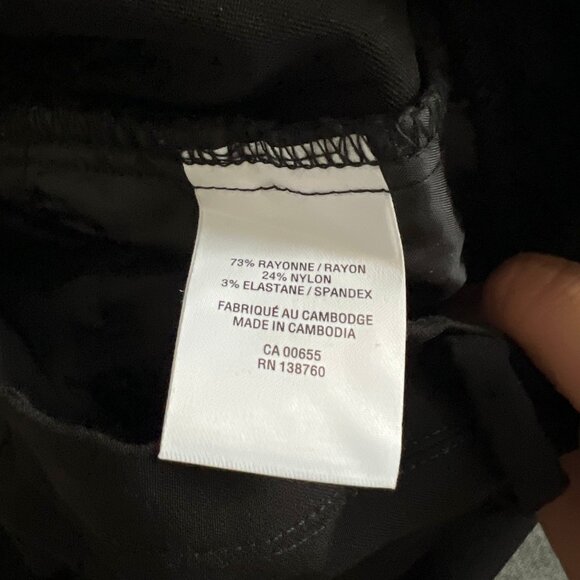 73% RAYONNE / RAYON
24% NYLON
3% ELASTANE / SPANDEX
FABRIQUÉ AU CAMBODGE
MADE IN CAMBODIA
CA 00655
RN 138760